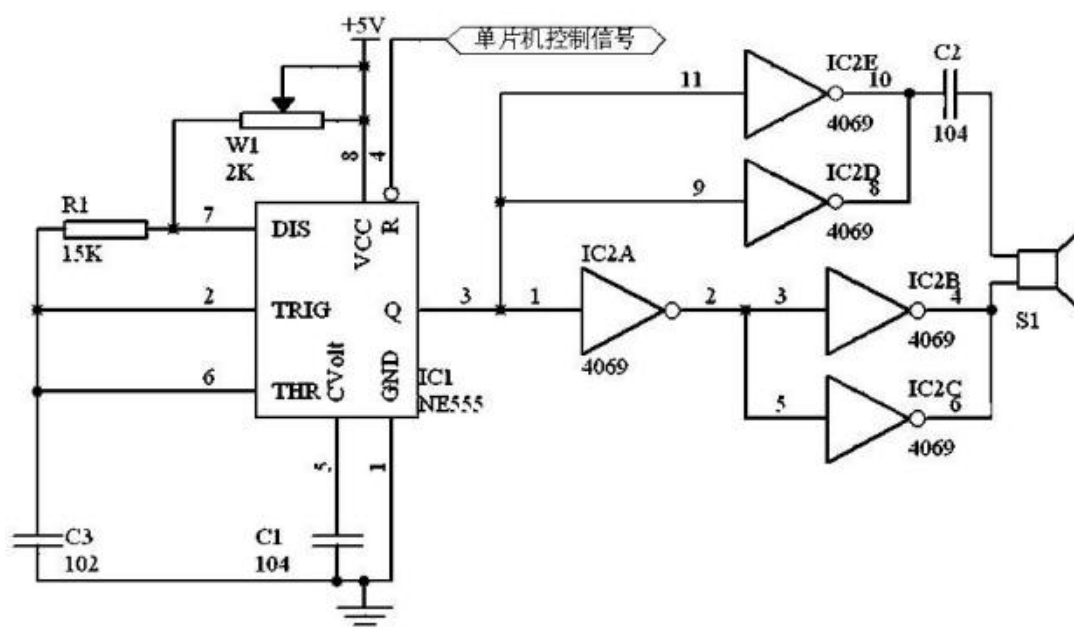 +5V
单片机控制信号
W1
2K
8
4
R1
15K
7
DIS
VCC
R
2
TRIG
Q
3
6
THR
CVolt
GND
IC1
NE555
5
1
C3
102
C1
104
11
IC2E
10
4069
C2
104
9
IC2D
8
4069
IC2A
1
2
4069
3
IC2B
4
4069
5
IC2C
6
4069
S1